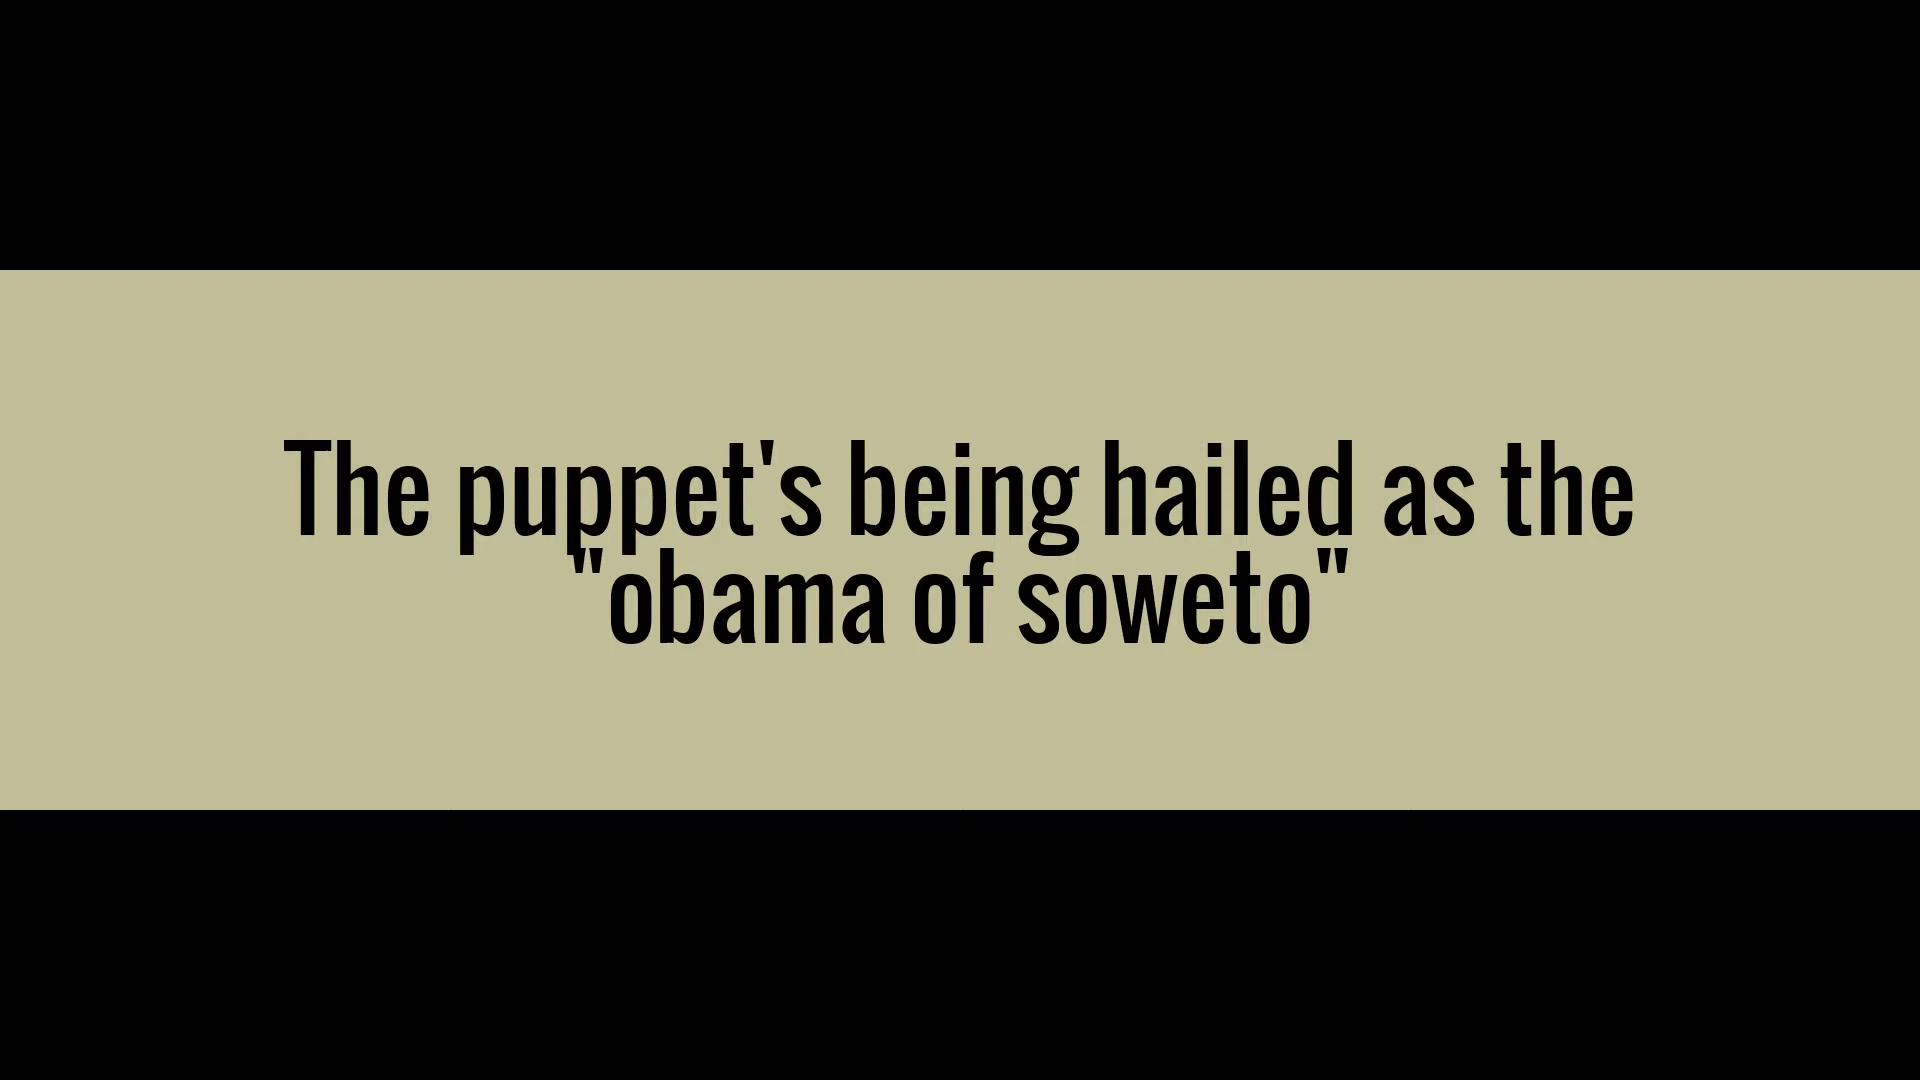 The puppet's being hailed as the
"obama of soweto"